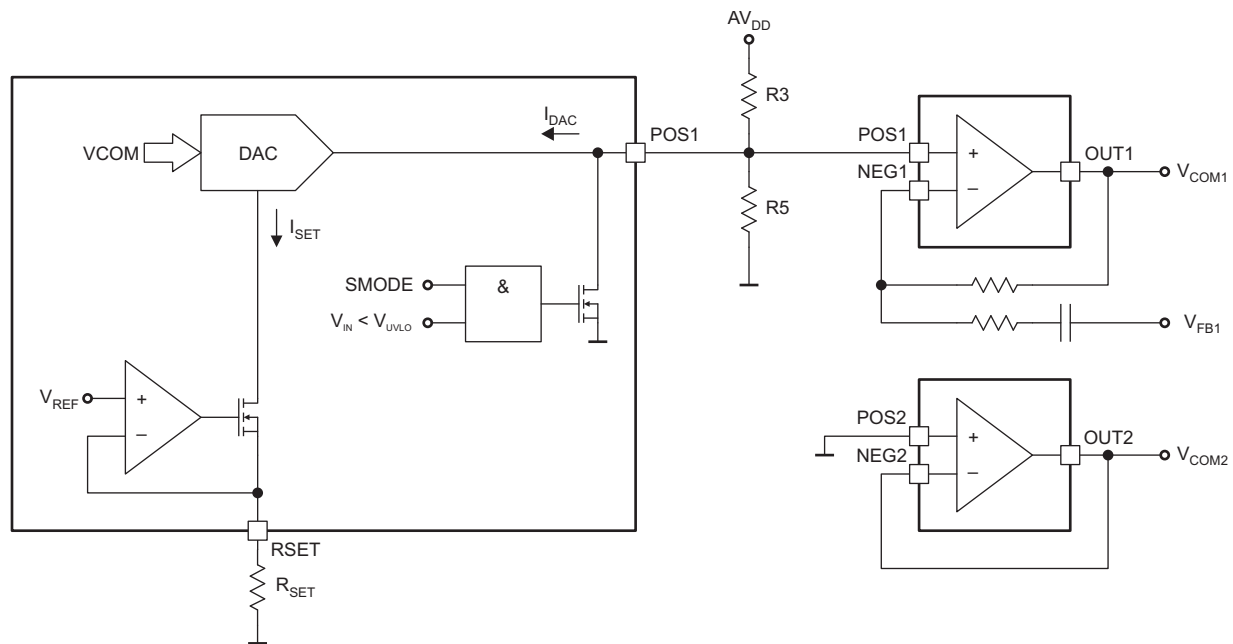 AVDD
R3
IDAC
POS1
POS1
VCOM
DAC
+
OUT1
NEG1
VCOM1
−
R5
ISET
SMODE
&
VIN < VUVLO
VFB1
VREF
+
−
POS2
+
OUT2
NEG2
VCOM2
−
RSET
RSET